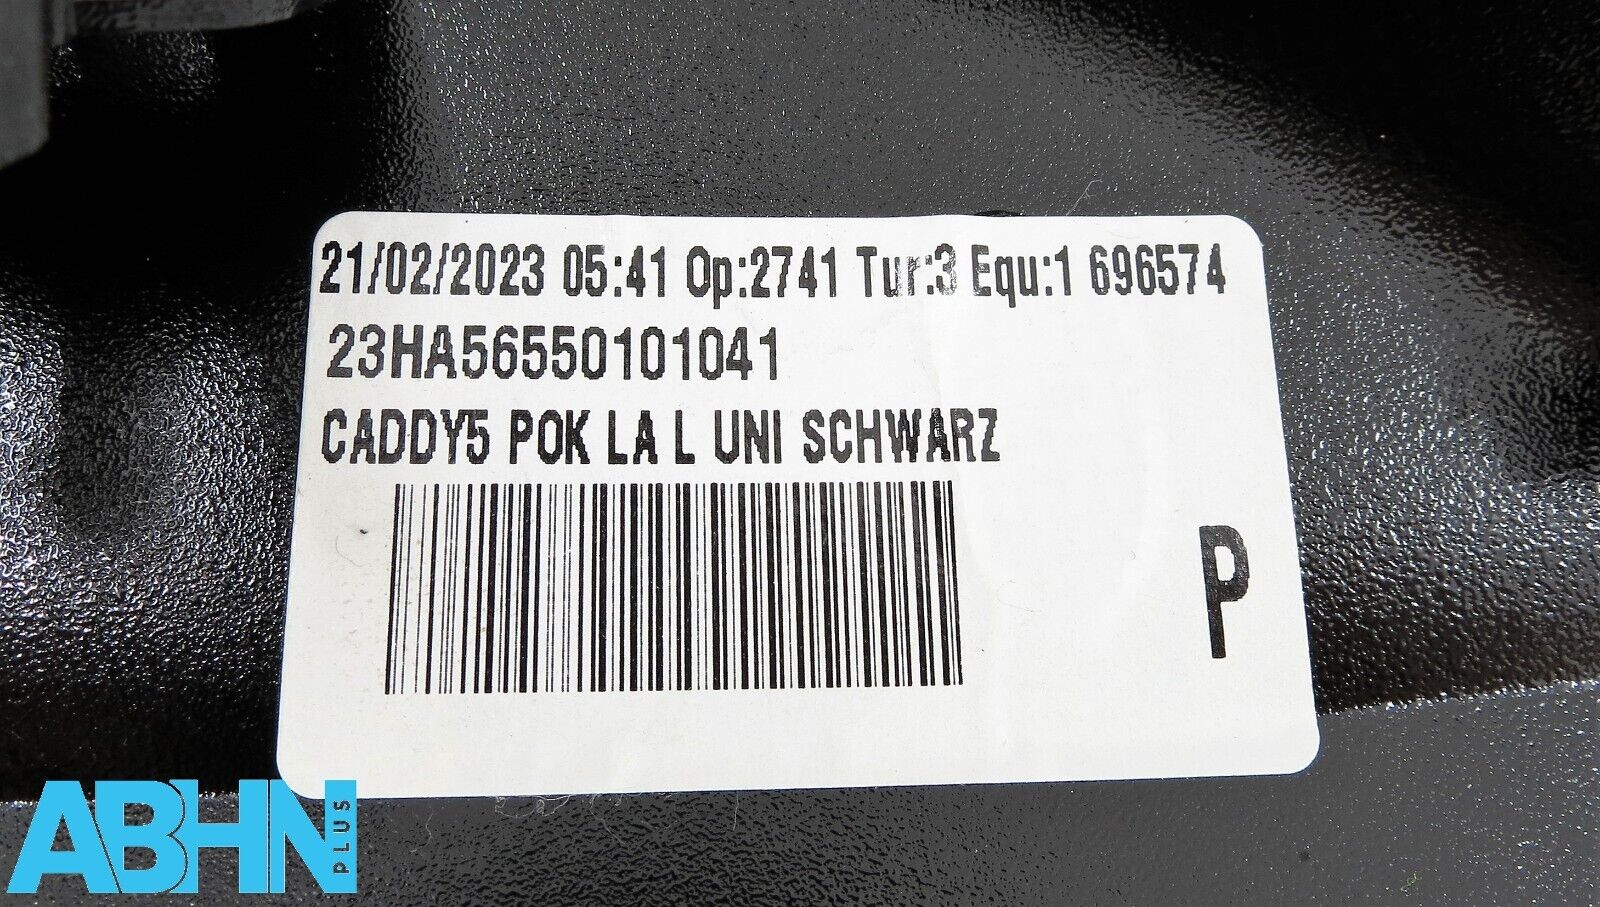 21/02/2023 05:41 Op:2741 Tur:3 Equ:1 696574
23HA56550101041
CADDY5 POK LA L UNI SCHWARZ
P
ABHN PLUS